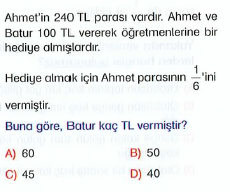 Ahmet'in 240 TL parası vardır. Ahmet ve
Batur 100 TL vererek öğretmenlerine bir
hediye almışlardır.
Hediye almak için Ahmet parasının 1/6'ini
vermiştir.
Buna göre, Batur kaç TL vermiştir?
A) 60 B) 50
C) 45 D) 40